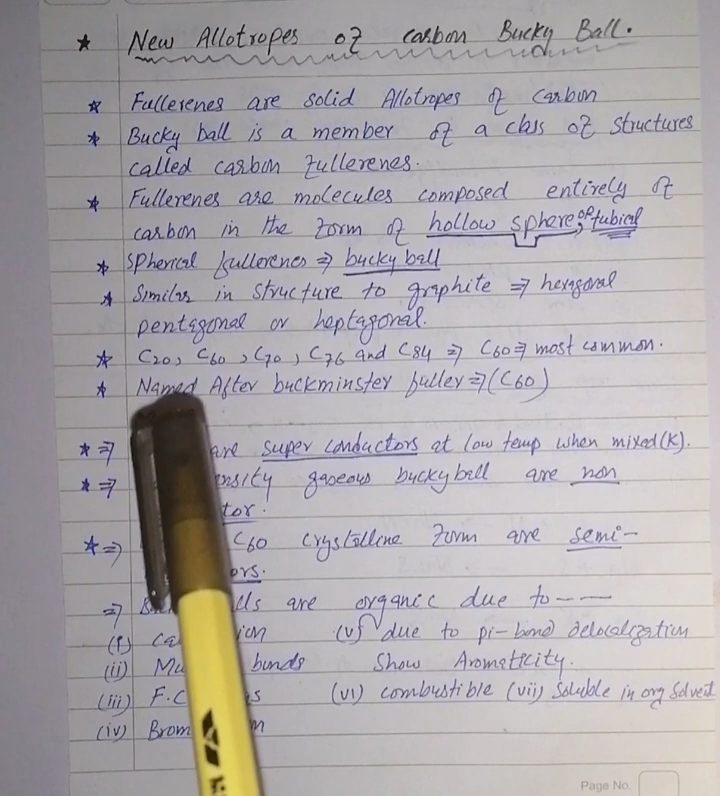 * New Allotropes of carbon Bucky Ball.
* Fullerenes are solid Allotropes of Carbon
* Bucky ball is a member of a class of structures
called carbon fullerenes.
* Fullerenes are molecules composed entirely of
carbon in the form of hollow sphere, or tubical
* Spherical fullerenes ⇒ bucky ball
* Similar in structure to graphite ⇒ hexagonal
pentagonal or heptagonal.
* C20, C60, C70, C76 and C84 ⇒ C60 ⇒ most common.
* Named After buckminster fuller ⇒ (C60)
* ⇒ are super conductors at low temp when mixed (K).
* ⇒ gaseous bucky ball are non
tor.
* ⇒ C60 crystalline form are semi-
ors.
⇒ are organic due to ---
(i) (v) due to pi-bond delocalization
(ii) bonds Show Aromaticity.
(iii) F.C (vi) combustible (vii) Soluble in org Solvent
(iv) Brom
Page No.